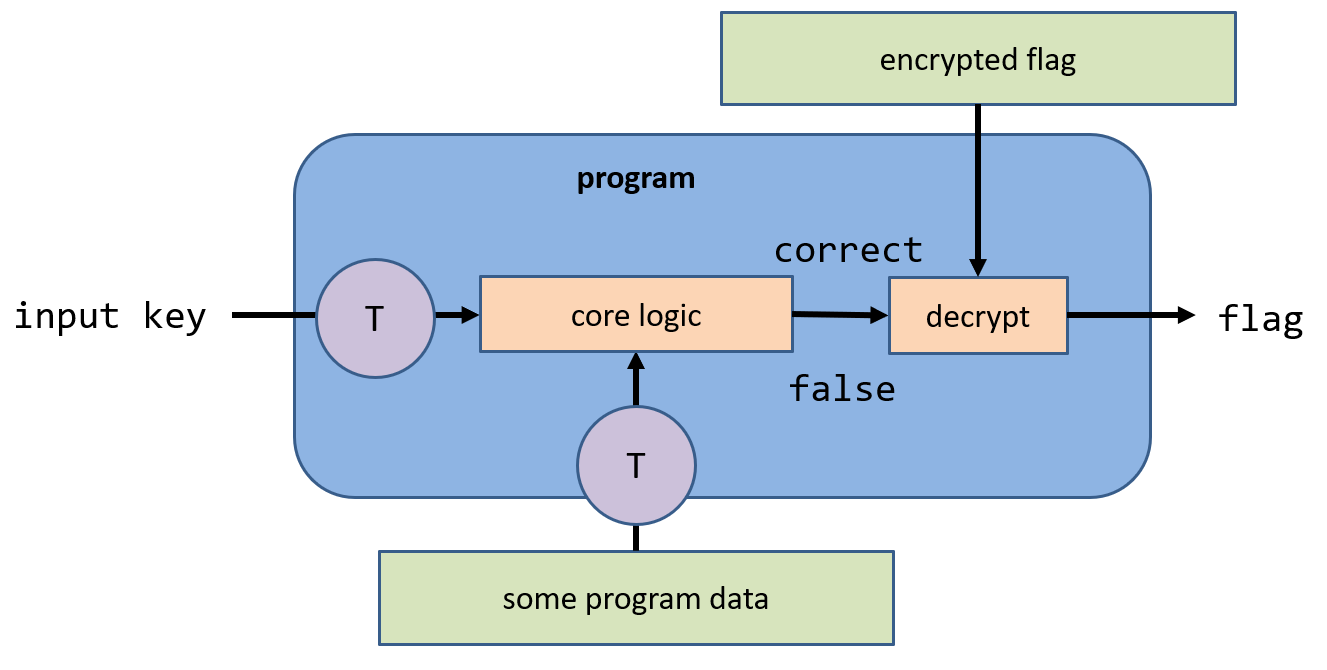 encrypted flag
program
correct
input key
T
core logic
decrypt
flag
false
T
some program data